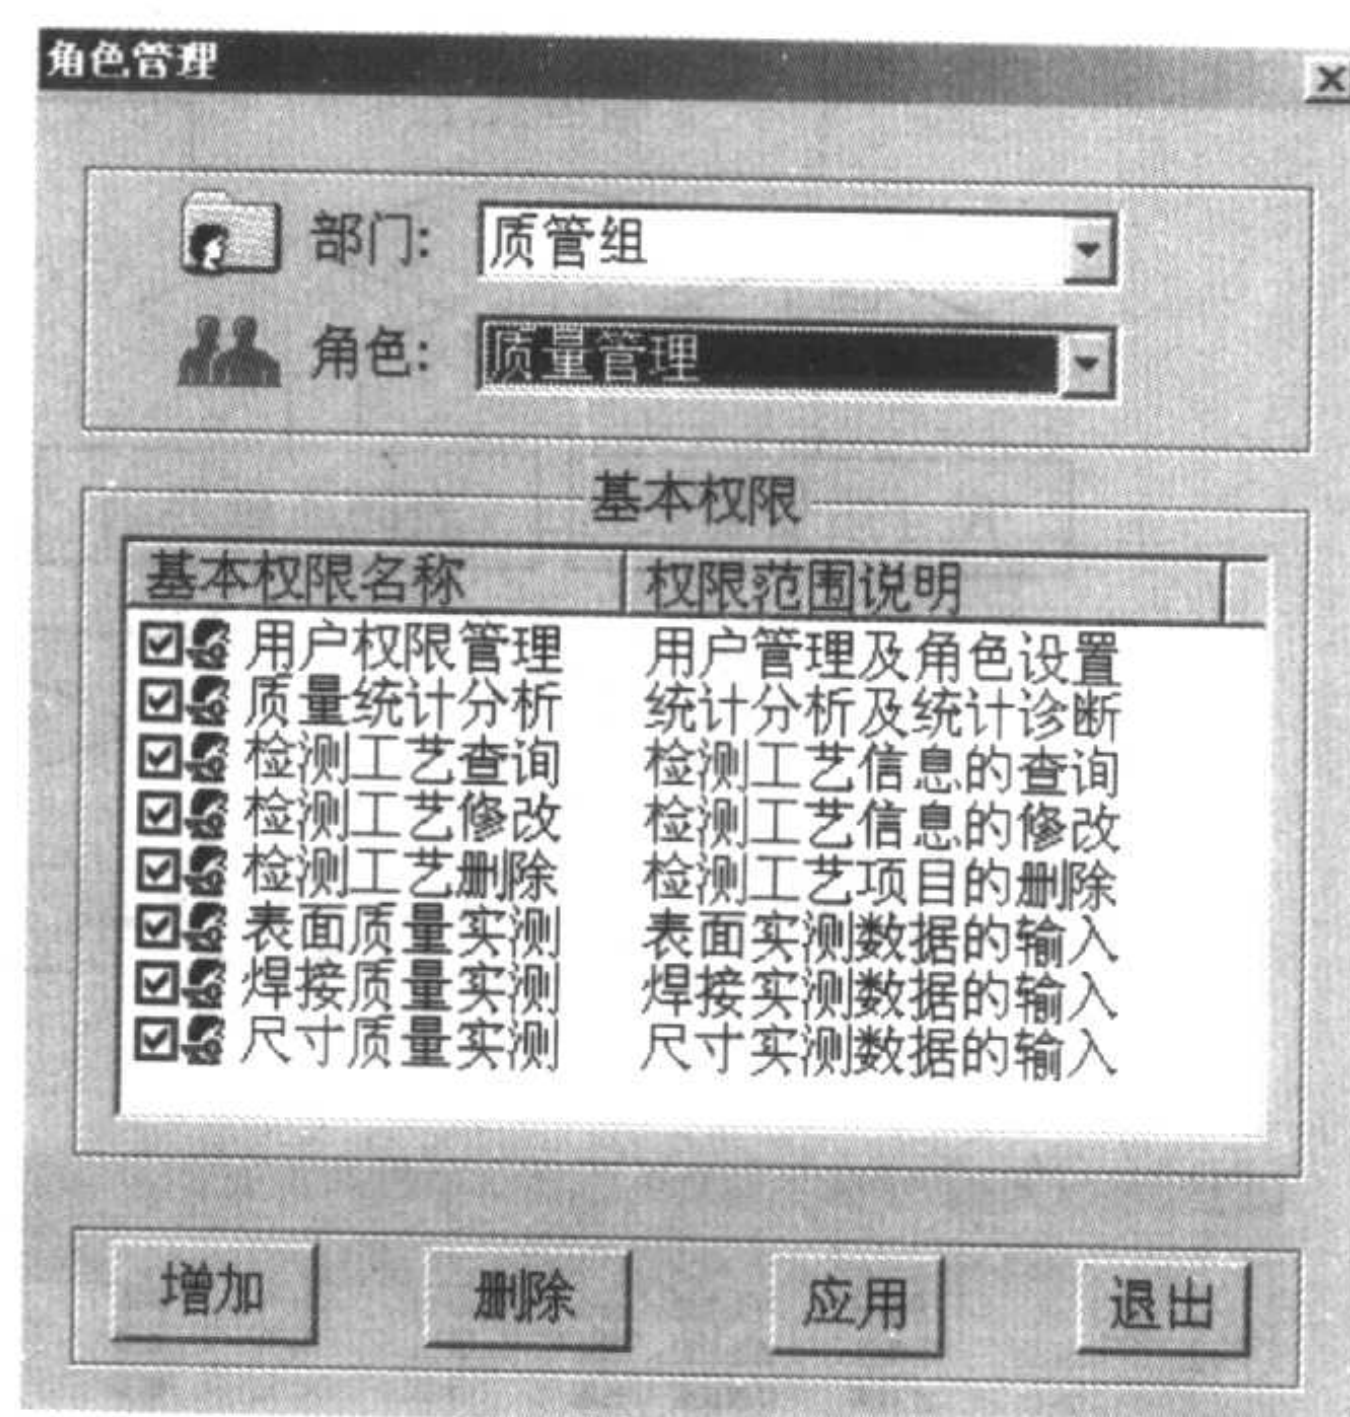 角色管理
部门: 质管组
角色: 质量管理
基本权限
基本权限名称 权限范围说明
用户权限管理 用户管理及角色设置
质量统计分析 统计分析及统计诊断
检测工艺查询 检测工艺信息的查询
检测工艺修改 检测工艺信息的修改
检测工艺删除 检测工艺项目的删除
表面质量实测 表面实测数据的输入
焊接质量实测 焊接实测数据的输入
尺寸质量实测 尺寸实测数据的输入
增加 删除 应用 退出